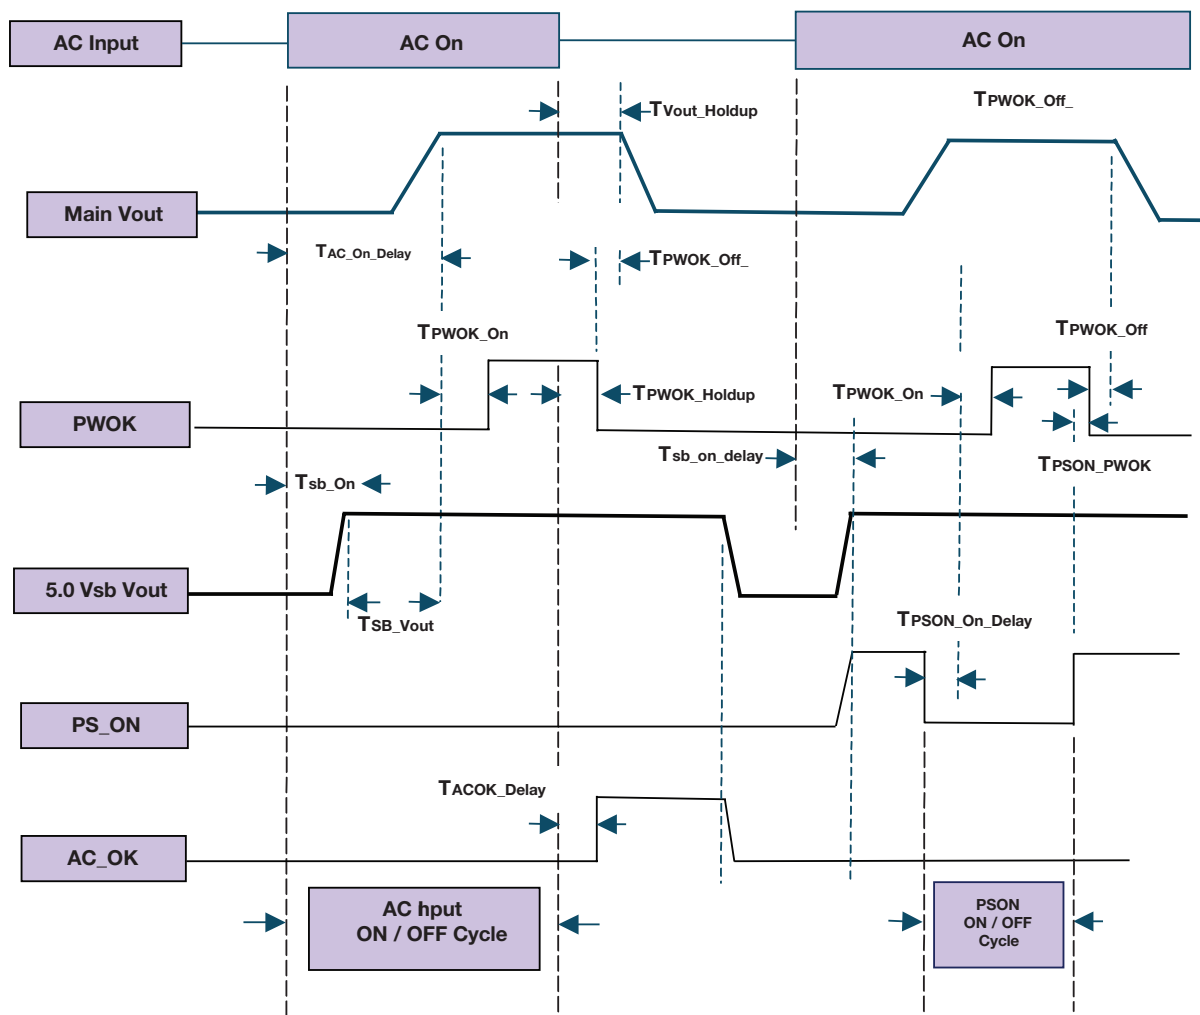 AC Input
AC On
AC On
TVout_Holdup
TPWOK_Off_
Main Vout
TAC_On_Delay
TPWOK_Off_
TPWOK_On
TPWOK_Off
TPWOK_Holdup
TPWOK_On
PWOK
Tsb_on_delay
TPSON_PWOK
Tsb_On
5.0 Vsb Vout
TSB_Vout
TPSON_On_Delay
PS_ON
TACOK_Delay
AC_OK
AC hput
ON / OFF Cycle
PSON
ON / OFF
Cycle